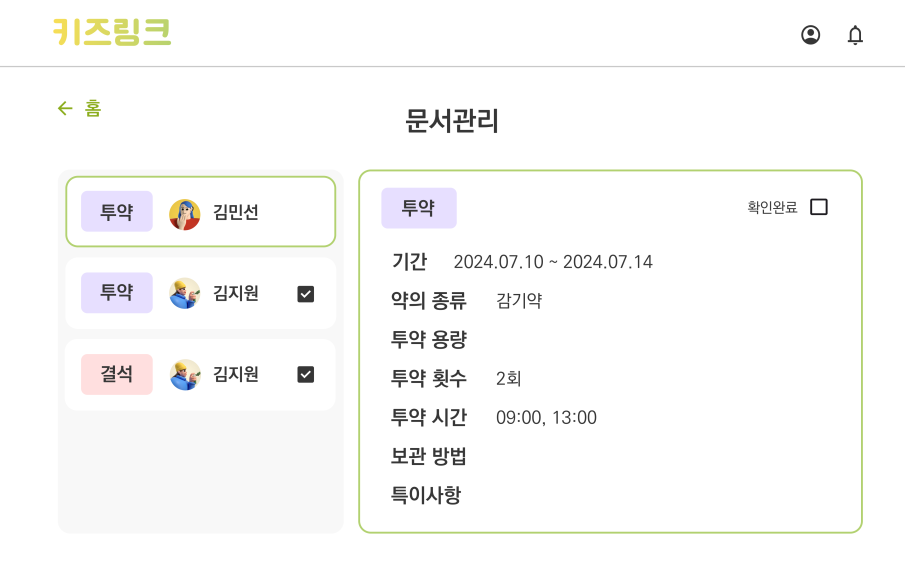 키즈링크
홈
문서관리
투약 김민선
투약 김지원
결석 김지원
투약 확인완료
기간 2024.07.10 ~ 2024.07.14
약의 종류 감기약
투약 용량
투약 횟수 2회
투약 시간 09:00, 13:00
보관 방법
특이사항